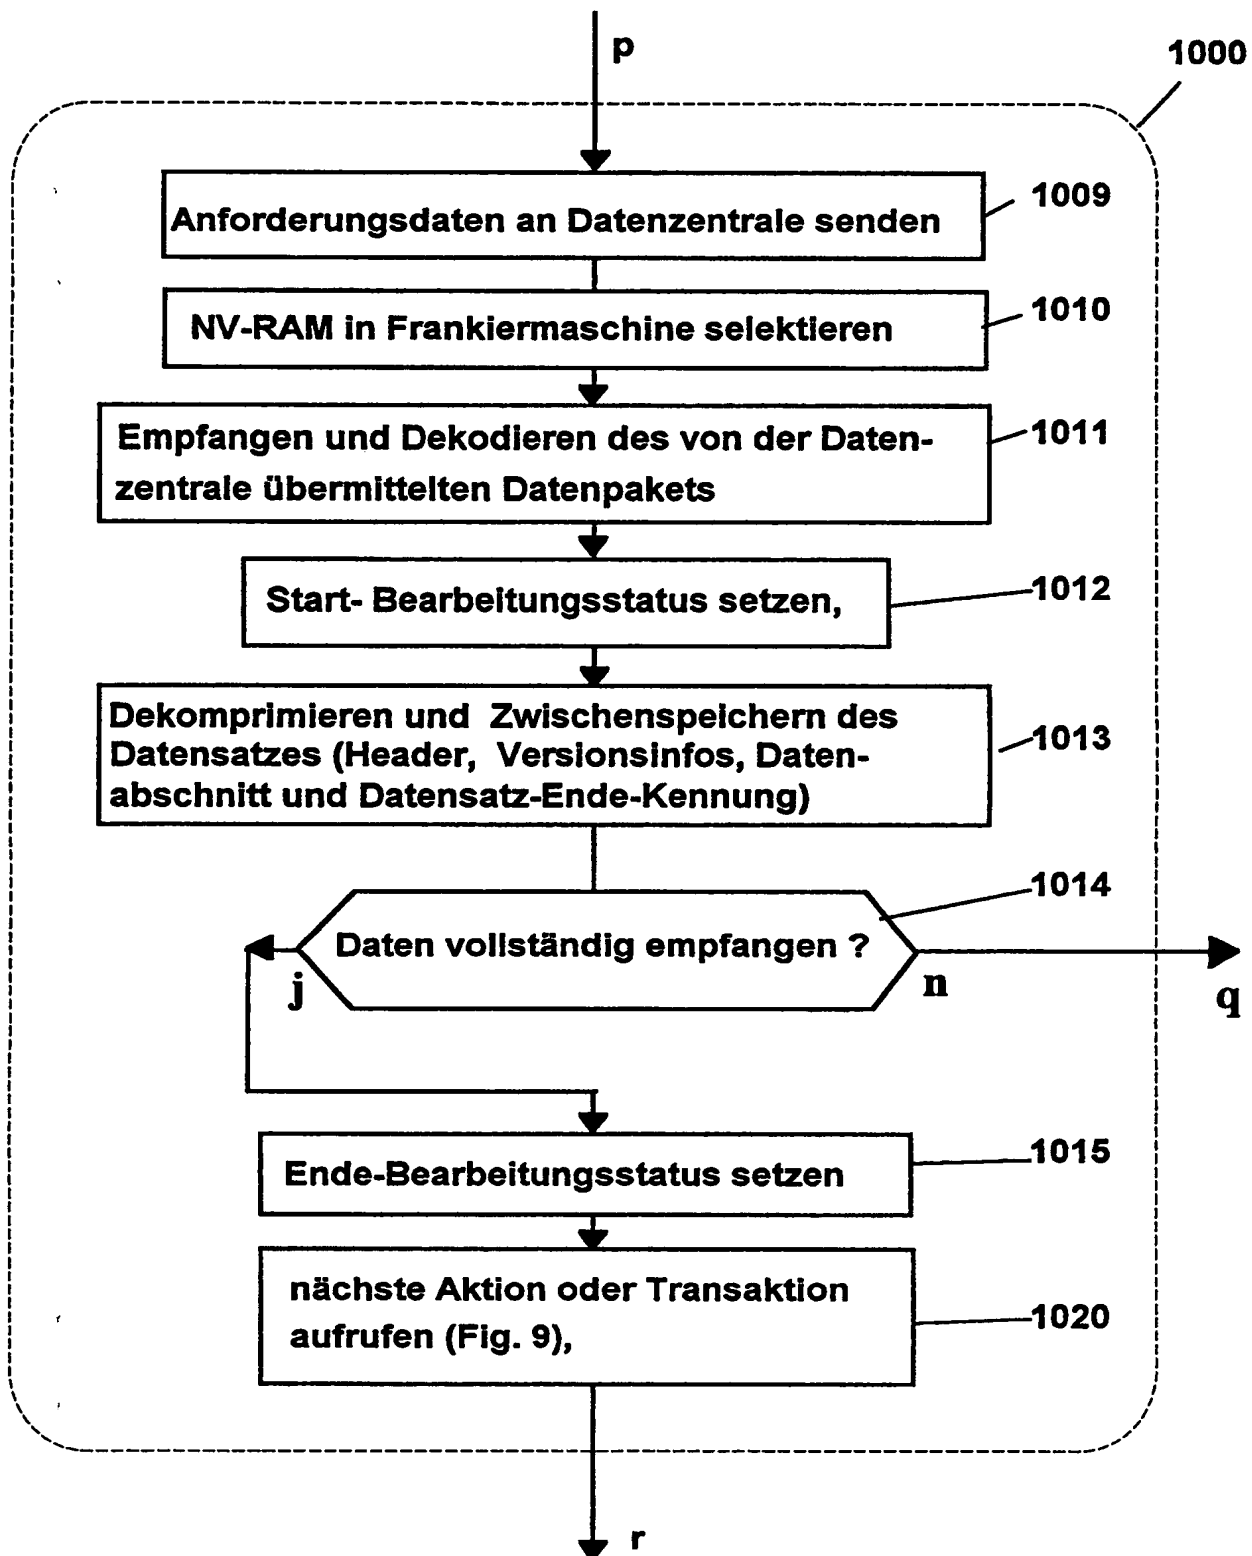 p
1000
Anforderungsdaten an Datenzentrale senden
1009
NV-RAM in Frankiermaschine selektieren
1010
Empfangen und Dekodieren des von der Daten-
zentrale übermittelten Datenpakets
1011
Start- Bearbeitungsstatus setzen,
1012
Dekomprimieren und Zwischenspeichern des
Datensatzes (Header, Versionsinfos, Daten-
abschnitt und Datensatz-Ende-Kennung)
1013
1014
Daten vollständig empfangen ?
j
n
q
Ende-Bearbeitungsstatus setzen
1015
nächste Aktion oder Transaktion
aufrufen (Fig. 9),
1020
r